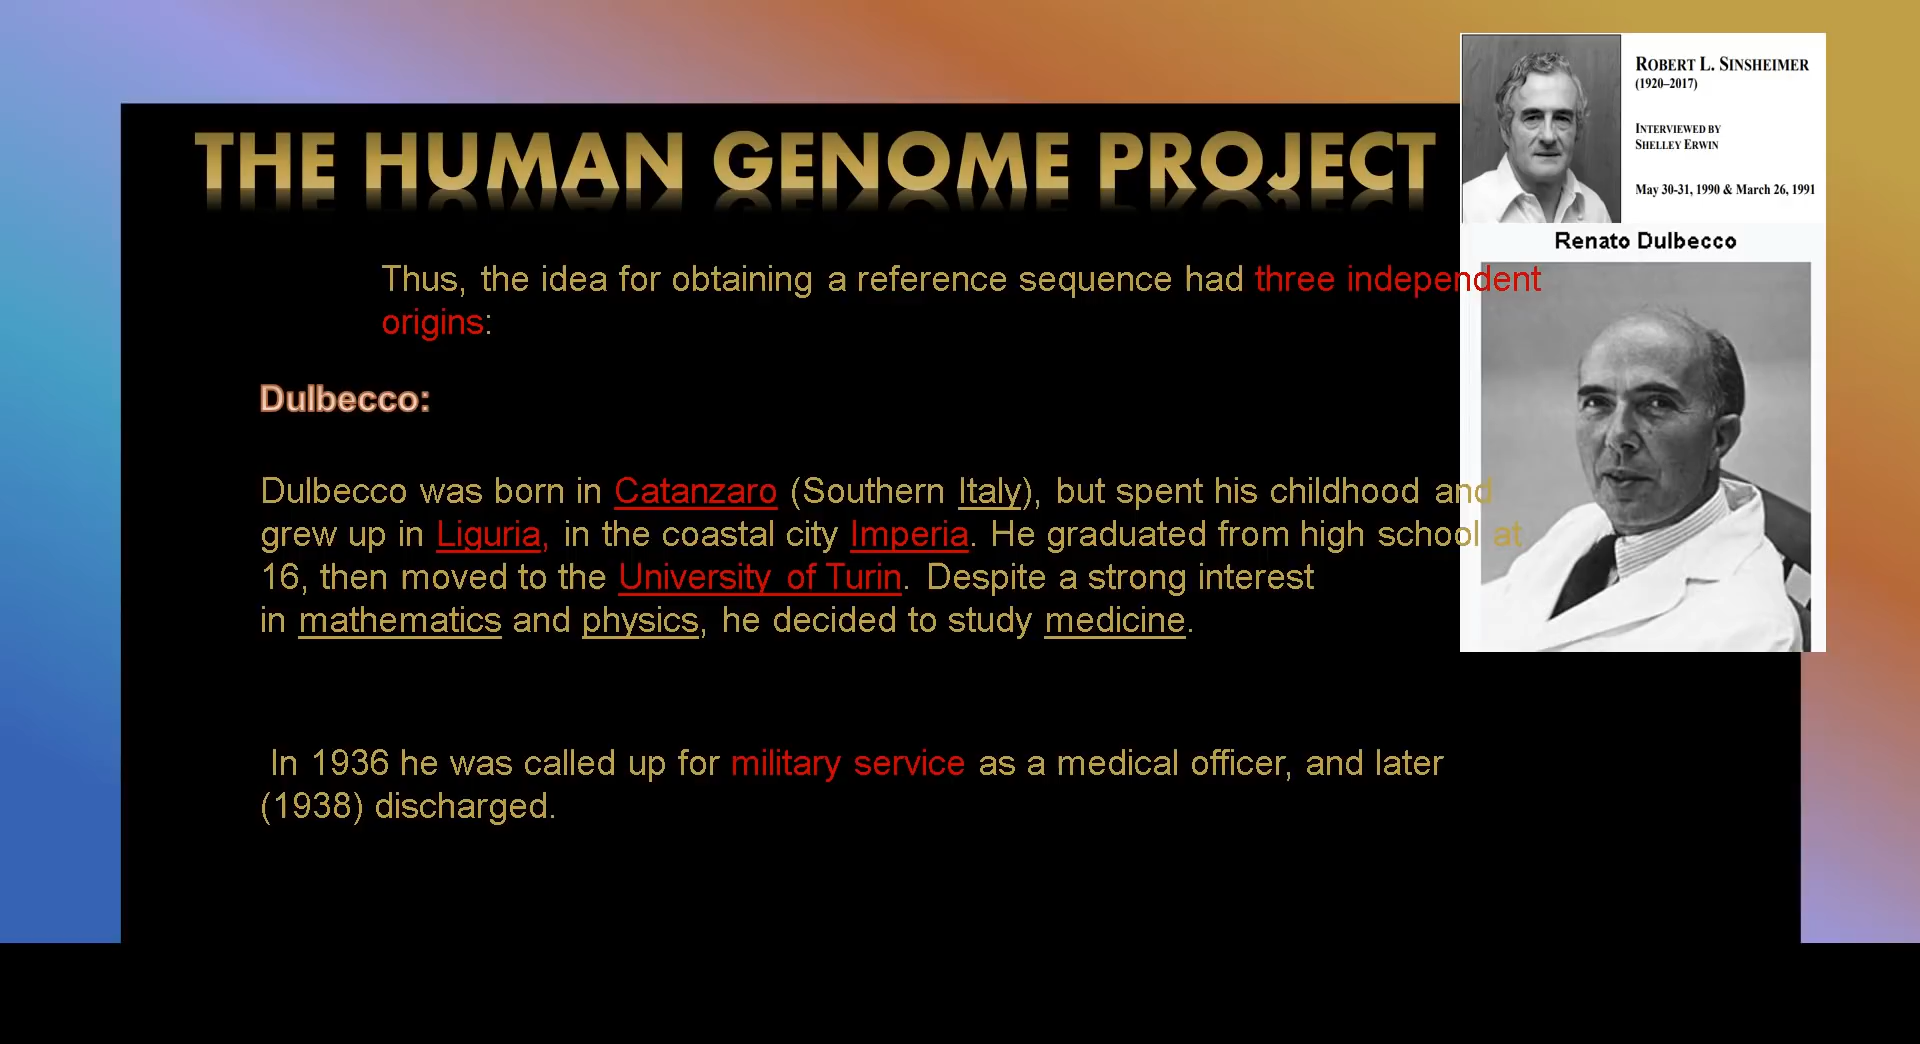 THE HUMAN GENOME PROJECT
ROBERT L. SINSHEIMER
(1920–2017)
INTERVIEWED BY
SHELLEY ERWIN
May 30-31, 1990 & March 26, 1991
Renato Dulbecco
Thus, the idea for obtaining a reference sequence had three independent
origins:
Dulbecco:
Dulbecco was born in Catanzaro (Southern Italy), but spent his childhood and
grew up in Liguria, in the coastal city Imperia. He graduated from high school at
16, then moved to the University of Turin. Despite a strong interest
in mathematics and physics, he decided to study medicine.
In 1936 he was called up for military service as a medical officer, and later
(1938) discharged.